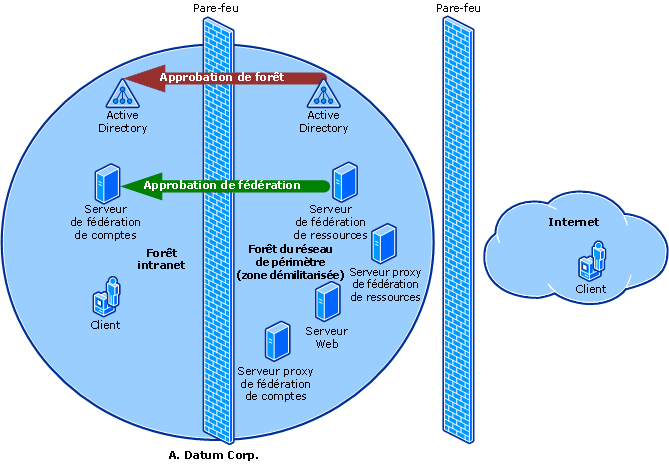 Pare-feu
Pare-feu
Approbation de forêt
Active
Directory
Active
Directory
Approbation de fédération
Serveur
de fédération
de comptes
Serveur
de fédération
de ressources
Internet
Forêt
intranet
Forêt du réseau
de périmètre
(zone démilitarisée)
Serveur proxy
de fédération
de ressources
Client
Client
Serveur
Web
Serveur proxy
de fédération
de comptes
A. Datum Corp.